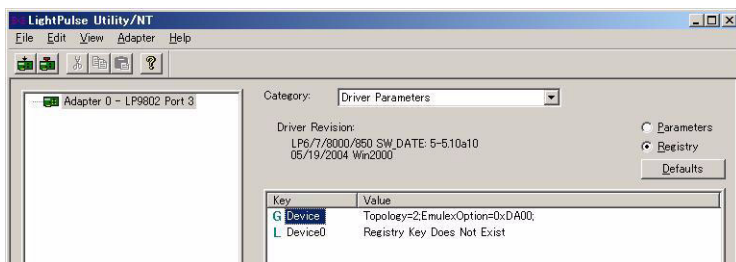 LightPulse Utility/NT
File Edit View Adapter Help
Adapter 0 - LP9802 Port 3
Category: Driver Parameters
Driver Revision:
LP6/7/8000/850 SW_DATE: 5-5.10a10
05/19/2004 Win2000
Parameters
Registry
Defaults
Key Value
G Device Topology=2;EmulexOption=0xDA00;
L Device0 Registry Key Does Not Exist